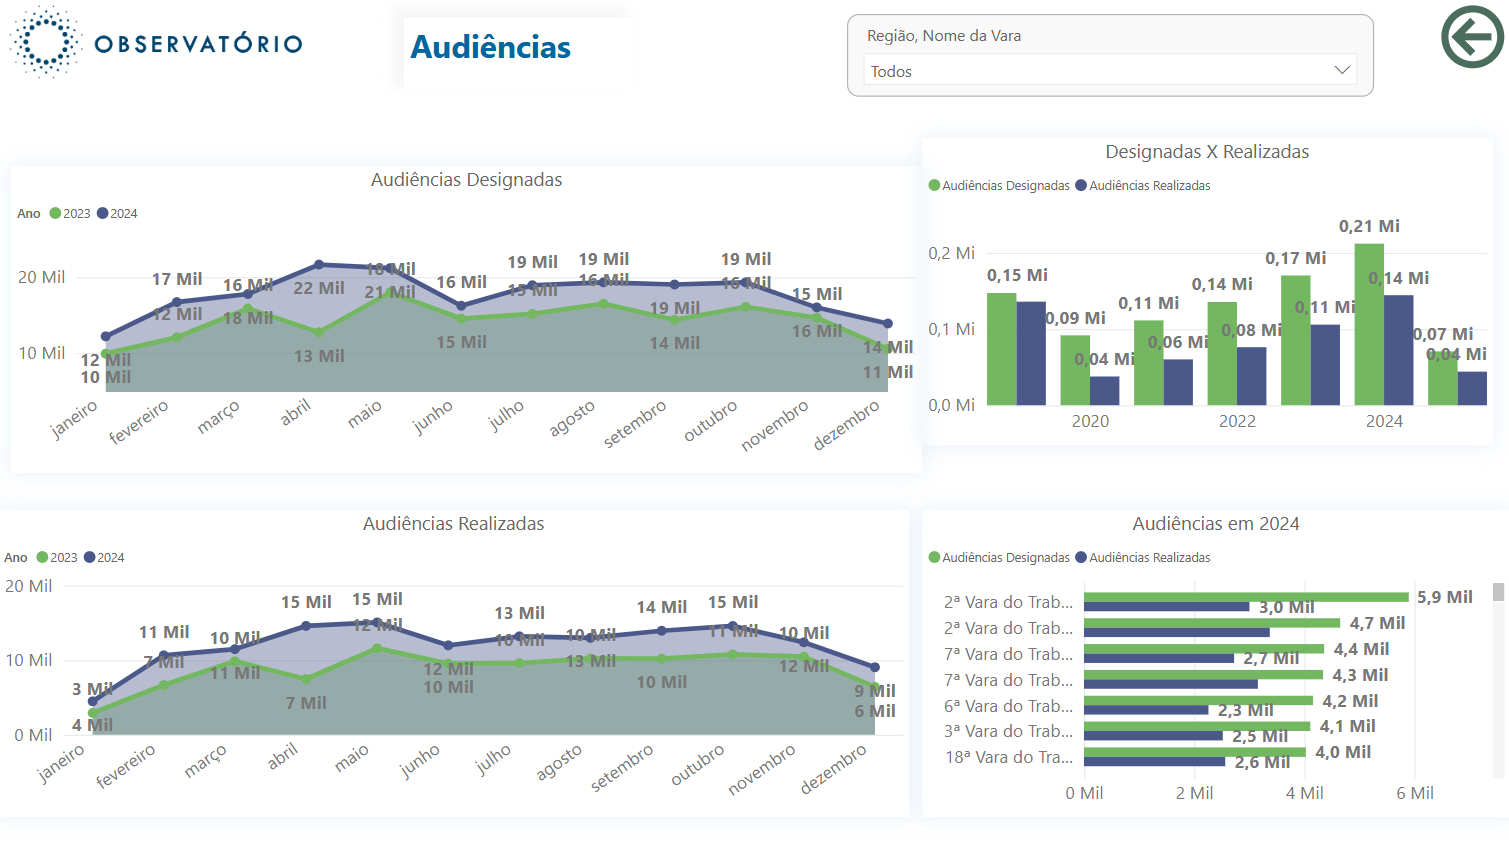 OBSERVATÓRIO
Audiências
Região, Nome da Vara
Todos
Audiências Designadas
Ano 2023 2024
20 Mil
10 Mil
12 Mil
10 Mil
17 Mil
12 Mil
16 Mil
18 Mil
22 Mil
13 Mil
18 Mil
21 Mil
16 Mil
15 Mil
19 Mil
15 Mil
19 Mil
16 Mil
19 Mil
14 Mil
19 Mil
16 Mil
15 Mil
16 Mil
14 Mil
11 Mil
janeiro
fevereiro
março
abril
maio
junho
julho
agosto
setembro
outubro
novembro
dezembro
Designadas X Realizadas
Audiências Designadas Audiências Realizadas
0,2 Mi
0,1 Mi
0,0 Mi
0,15 Mi
0,09 Mi
0,04 Mi
0,11 Mi
0,06 Mi
0,14 Mi
0,08 Mi
0,17 Mi
0,11 Mi
0,21 Mi
0,14 Mi
0,07 Mi
0,04 Mi
2020
2022
2024
Audiências Realizadas
Ano 2023 2024
20 Mil
10 Mil
0 Mil
3 Mil
4 Mil
11 Mil
7 Mil
10 Mil
11 Mil
15 Mil
7 Mil
15 Mil
12 Mil
12 Mil
10 Mil
13 Mil
10 Mil
10 Mil
13 Mil
14 Mil
10 Mil
15 Mil
11 Mil
10 Mil
12 Mil
9 Mil
6 Mil
janeiro
fevereiro
março
abril
maio
junho
julho
agosto
setembro
outubro
novembro
dezembro
Audiências em 2024
Audiências Designadas Audiências Realizadas
2ª Vara do Trab... 5,9 Mil
3,0 Mil
2ª Vara do Trab... 4,7 Mil
7ª Vara do Trab... 4,4 Mil
2,7 Mil
7ª Vara do Trab... 4,3 Mil
6ª Vara do Trab... 4,2 Mil
2,3 Mil
3ª Vara do Trab... 4,1 Mil
2,5 Mil
18ª Vara do Tra... 4,0 Mil
2,6 Mil
0 Mil 2 Mil 4 Mil 6 Mil